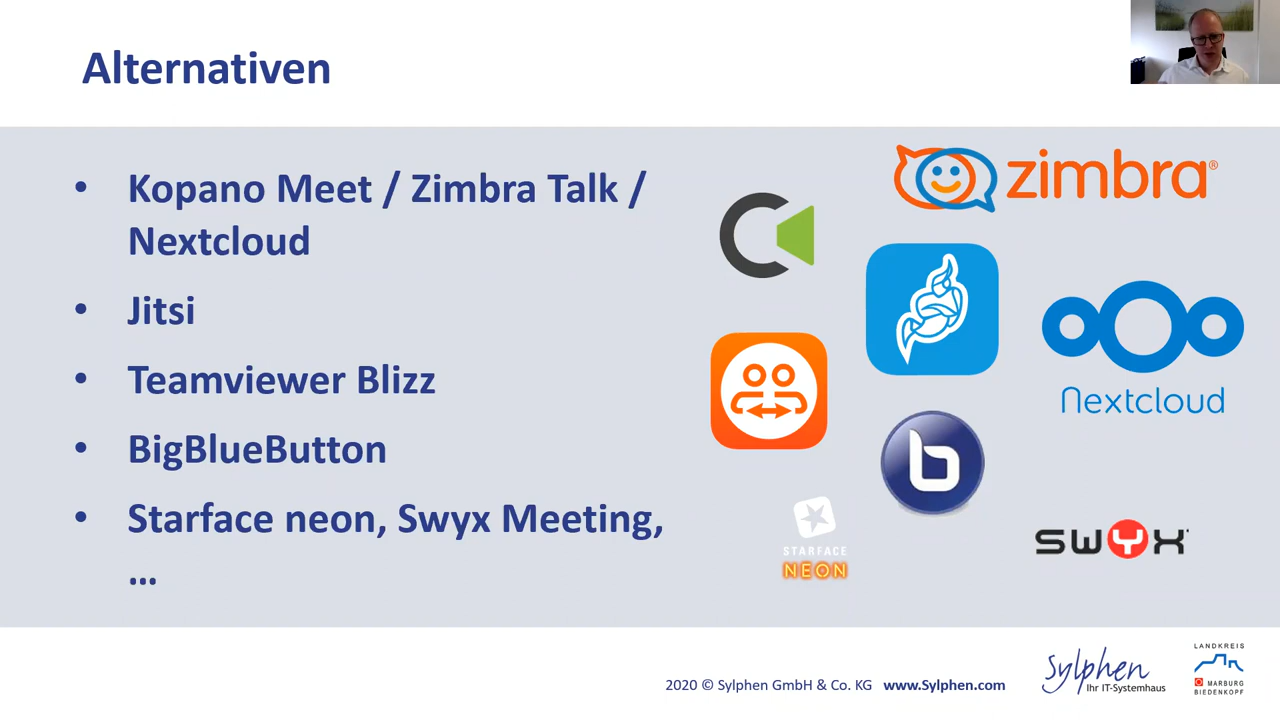 Alternativen
• Kopano Meet / Zimbra Talk /
Nextcloud
• Jitsi
• Teamviewer Blizz
• BigBlueButton
• Starface neon, Swyx Meeting,
...
zimbra®
Nextcloud
b
STARFACE
NEON
SWYX
2020 © Sylphen GmbH & Co. KG www.Sylphen.com
Sylphen
Ihr IT-Systemhaus
LANDKREIS
MARBURG
BIEDENKOPF